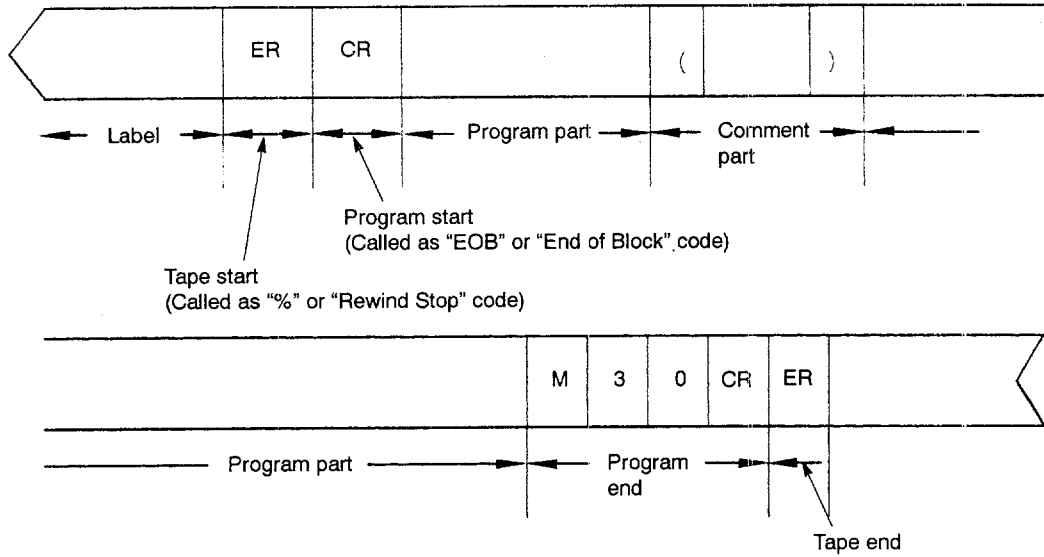 ER CR ( )
Label Program part Comment
part
Program start
(Called as “EOB” or “End of Block” code)
Tape start
(Called as “%” or “Rewind Stop” code)
M 3 0 CR ER
Program part Program
end
Tape end